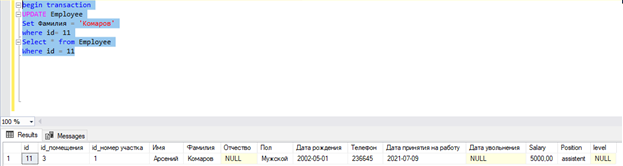 begin transaction
UPDATE Employee
Set Фамилия = 'Комаров'
where id= 11
Select * from Employee
where id = 11
100 %
Results Messages
id id_помещения id_номер участка Имя Фамилия Отчество Пол Дата рождения Телефон Дата принятия на работу Дата увольнения Salary Position level
1 11 3 1 Арсений Комаров NULL Мужской 2002-05-01 236645 2021-07-09 NULL 5000,00 assistent NULL